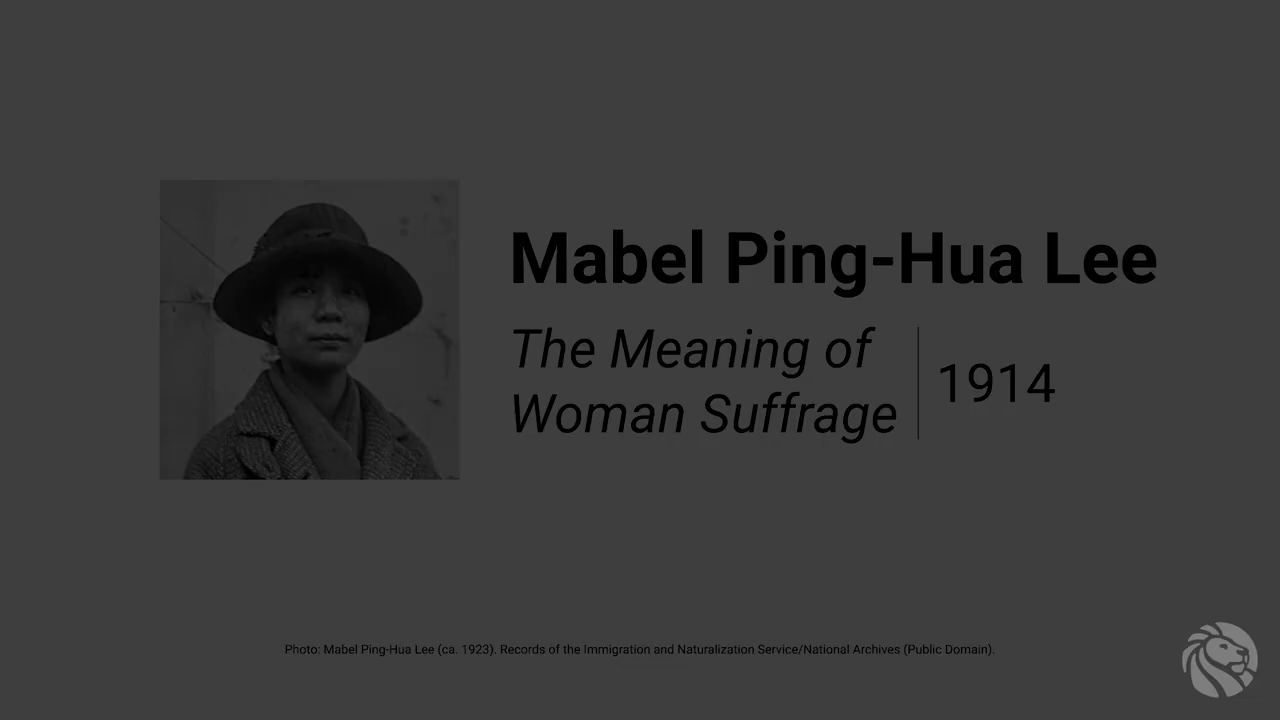 Mabel Ping-Hua Lee
The Meaning of
Woman Suffrage
1914
Photo: Mabel Ping-Hua Lee (ca. 1923). Records of the Immigration and Naturalization Service/National Archives (Public Domain).